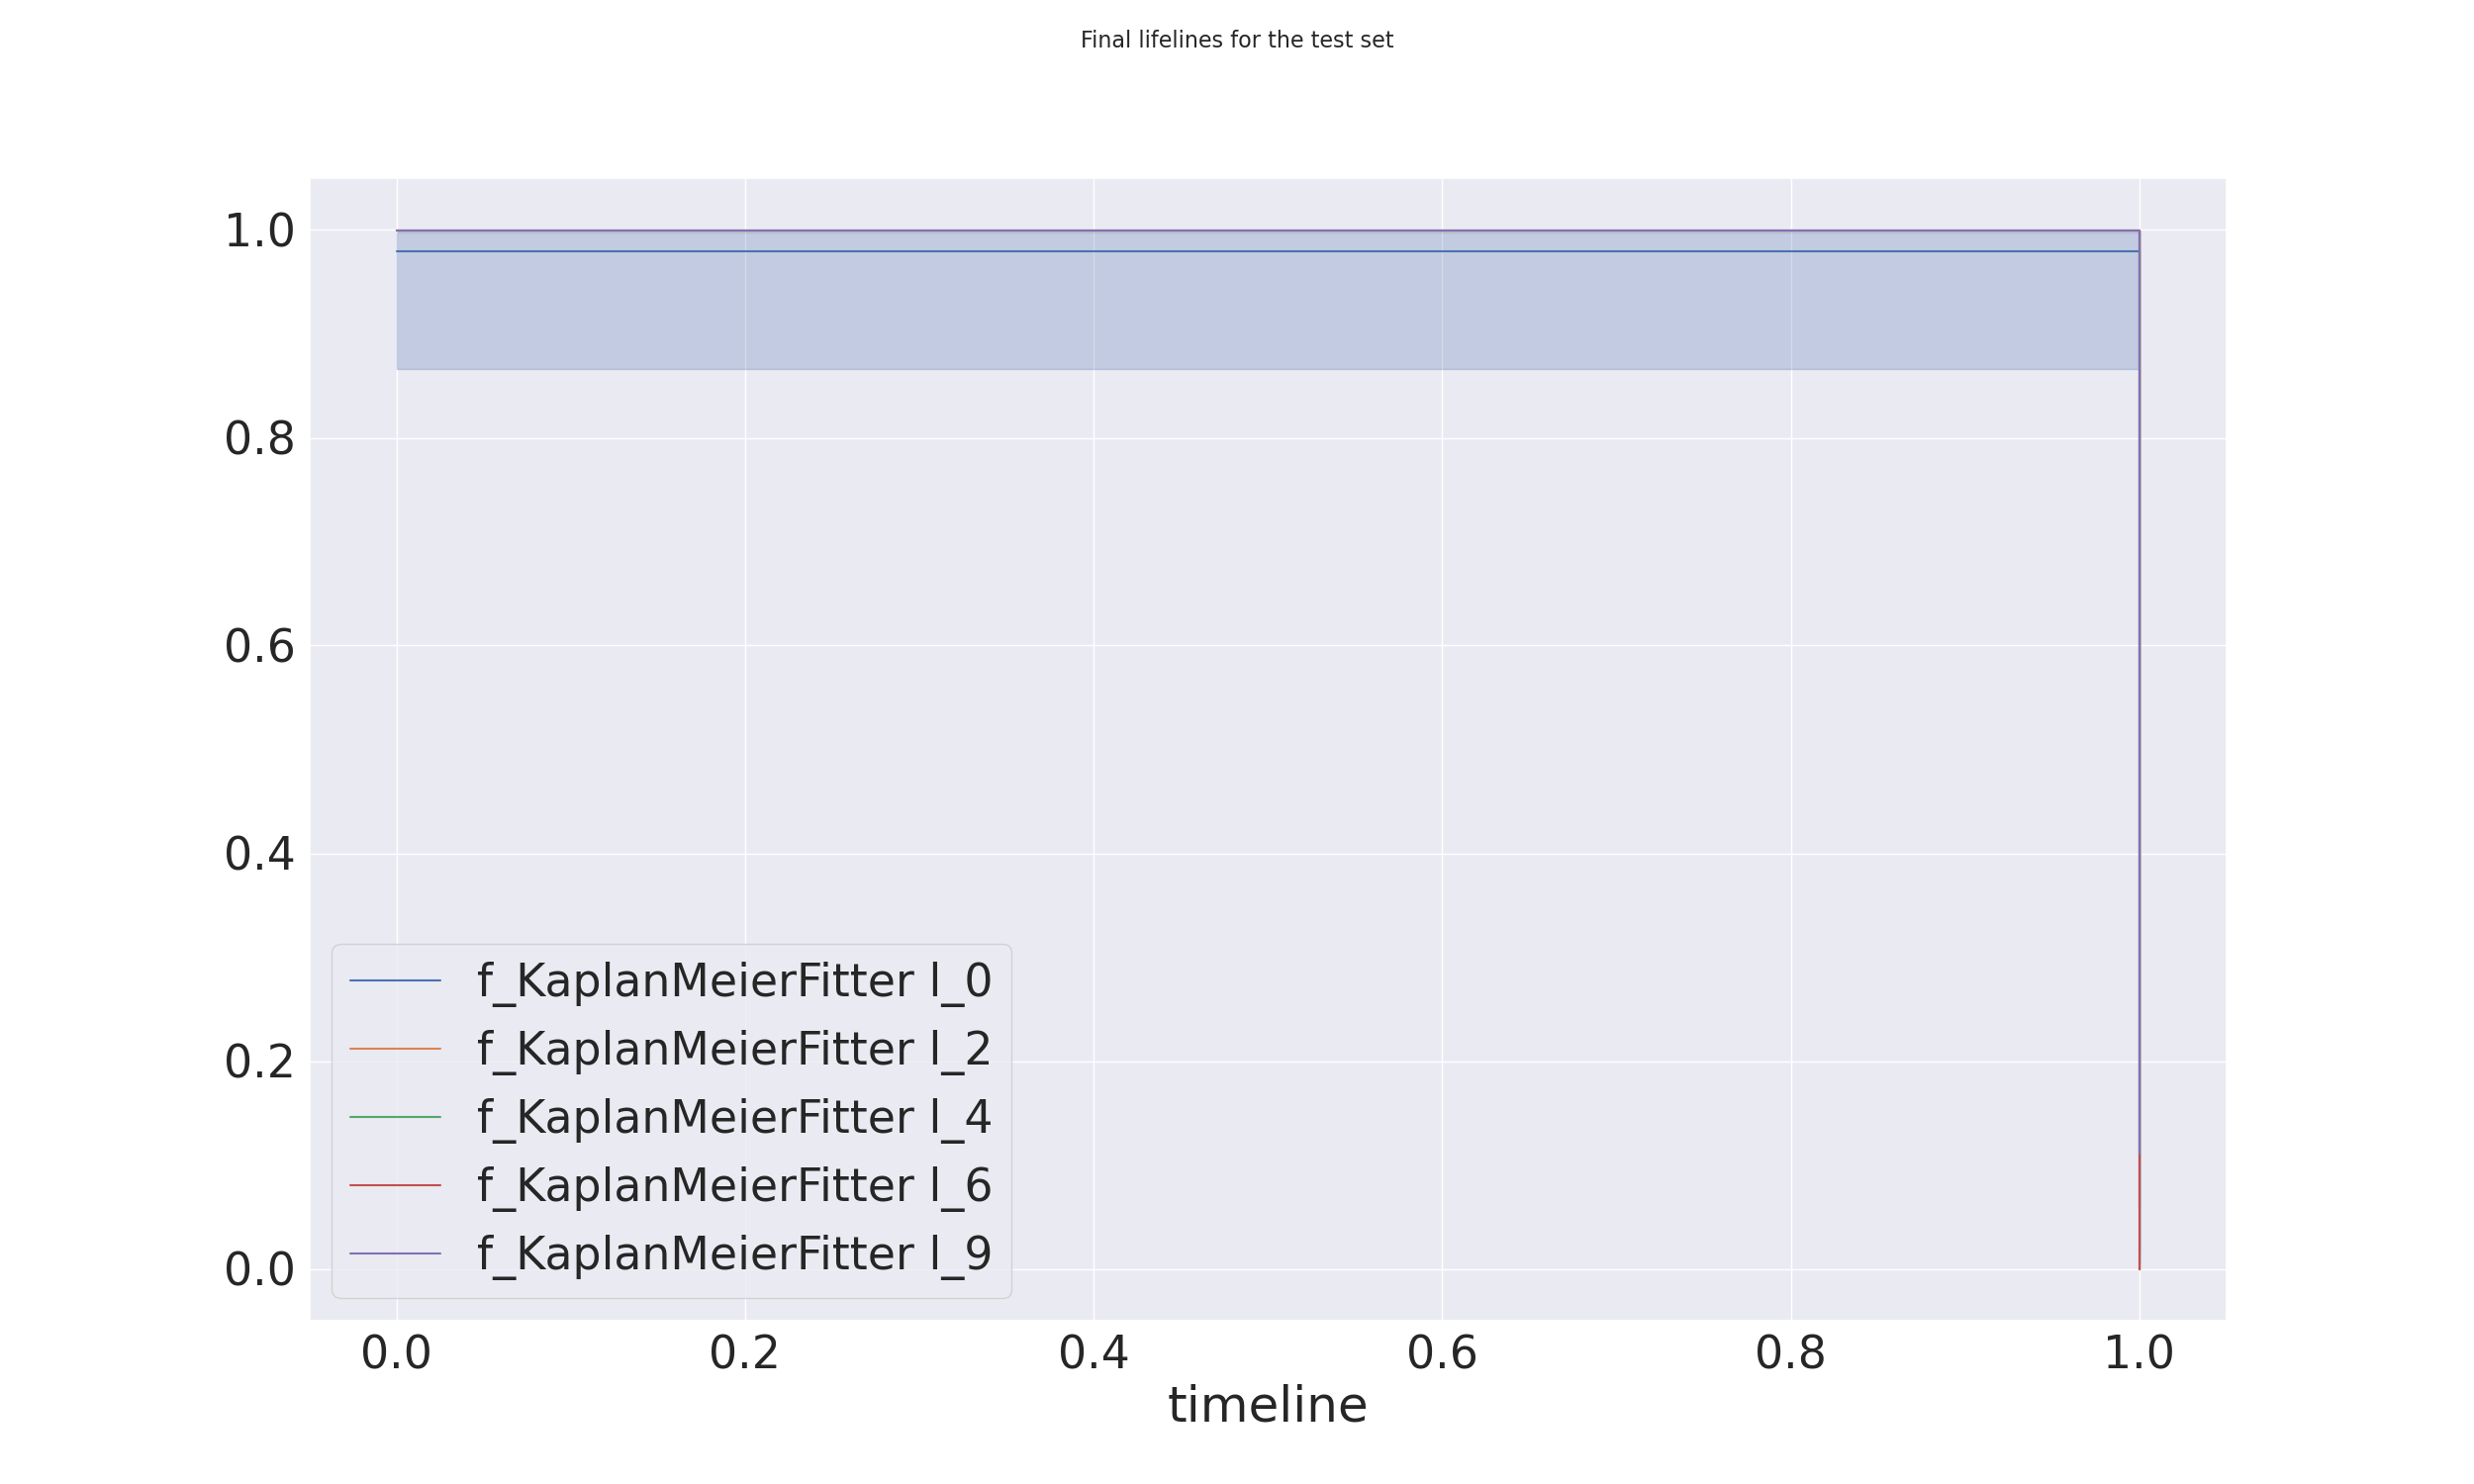 Final lifelines for the test set
1.0
0.8
0.6
0.4
0.2
0.0
f_KaplanMeierFitter l_0
f_KaplanMeierFitter l_2
f_KaplanMeierFitter l_4
f_KaplanMeierFitter l_6
f_KaplanMeierFitter l_9
0.0 0.2 0.4 0.6 0.8 1.0
timeline